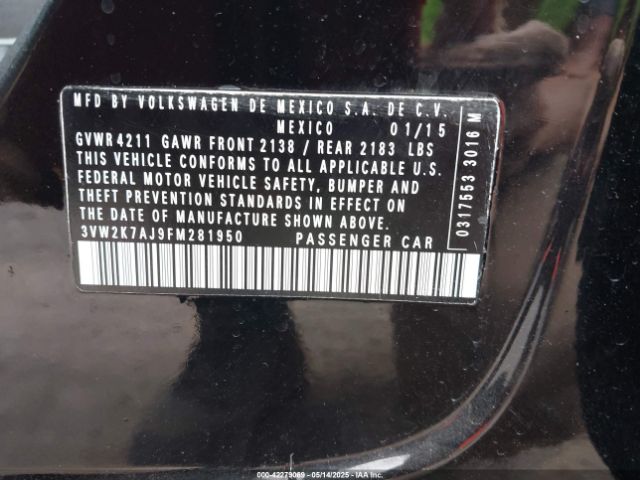 MFD BY VOLKSWAGEN DE MEXICO S.A. DE C.V.
MEXICO 01/15
GVWR 4211 GAWR FRONT 2138 / REAR 2183 LBS
THIS VEHICLE CONFORMS TO ALL APPLICABLE U.S.
FEDERAL MOTOR VEHICLE SAFETY, BUMPER AND
THEFT PREVENTION STANDARDS IN EFFECT ON
THE DATE OF MANUFACTURE SHOWN ABOVE.
3VW2K7AJ9FM281950 PASSENGER CAR
0317553 3016 M
000-42279069 - 05/14/2025 - IAAI.COM